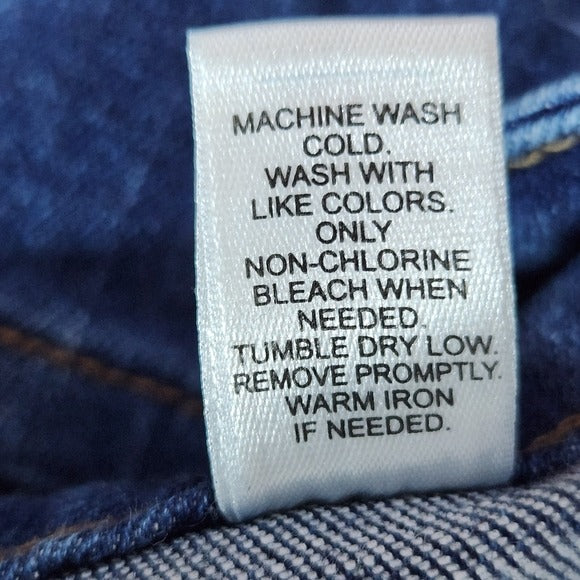 MACHINE WASH
COLD.
WASH WITH
LIKE COLORS.
ONLY
NON-CHLORINE
BLEACH WHEN
NEEDED.
TUMBLE DRY LOW.
REMOVE PROMPTLY.
WARM IRON
IF NEEDED.